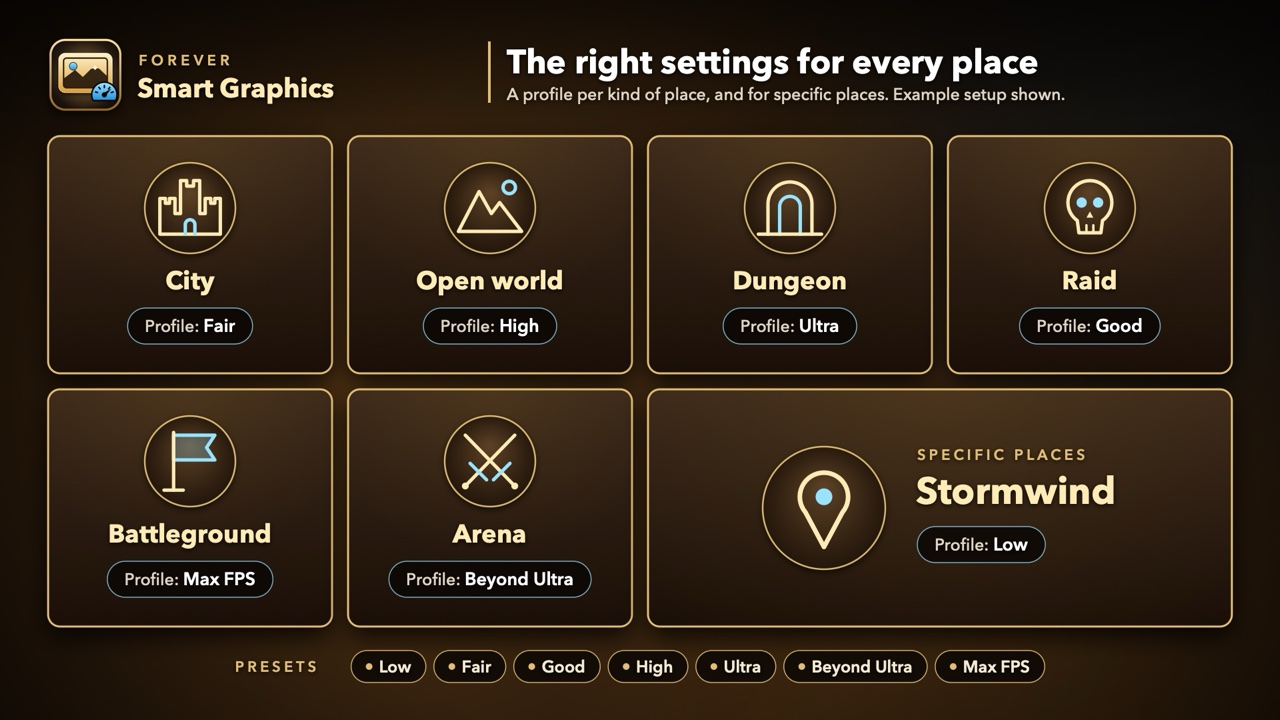 FOREVER
Smart Graphics
The right settings for every place
A profile per kind of place, and for specific places. Example setup shown.
City
Profile: Fair
Open world
Profile: High
Dungeon
Profile: Ultra
Raid
Profile: Good
Battleground
Profile: Max FPS
Arena
Profile: Beyond Ultra
SPECIFIC PLACES
Stormwind
Profile: Low
PRESETS
Low
Fair
Good
High
Ultra
Beyond Ultra
Max FPS